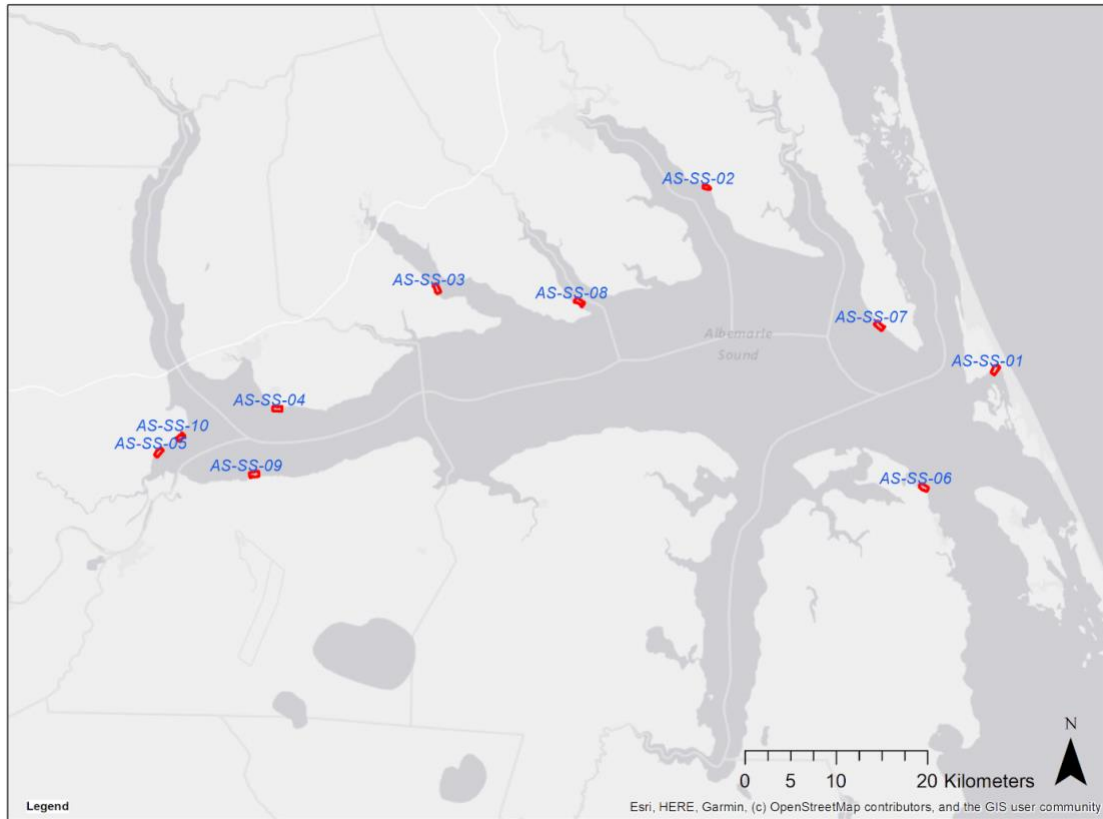 AS-SS-02
AS-SS-03
AS-SS-08
AS-SS-07
Albemarle
Sound
AS-SS-01
AS-SS-04
AS-SS-10
AS-SS-05
AS-SS-09
AS-SS-06
N
0 5 10 20 Kilometers
Legend
Esri, HERE, Garmin, (c) OpenStreetMap contributors, and the GIS user community